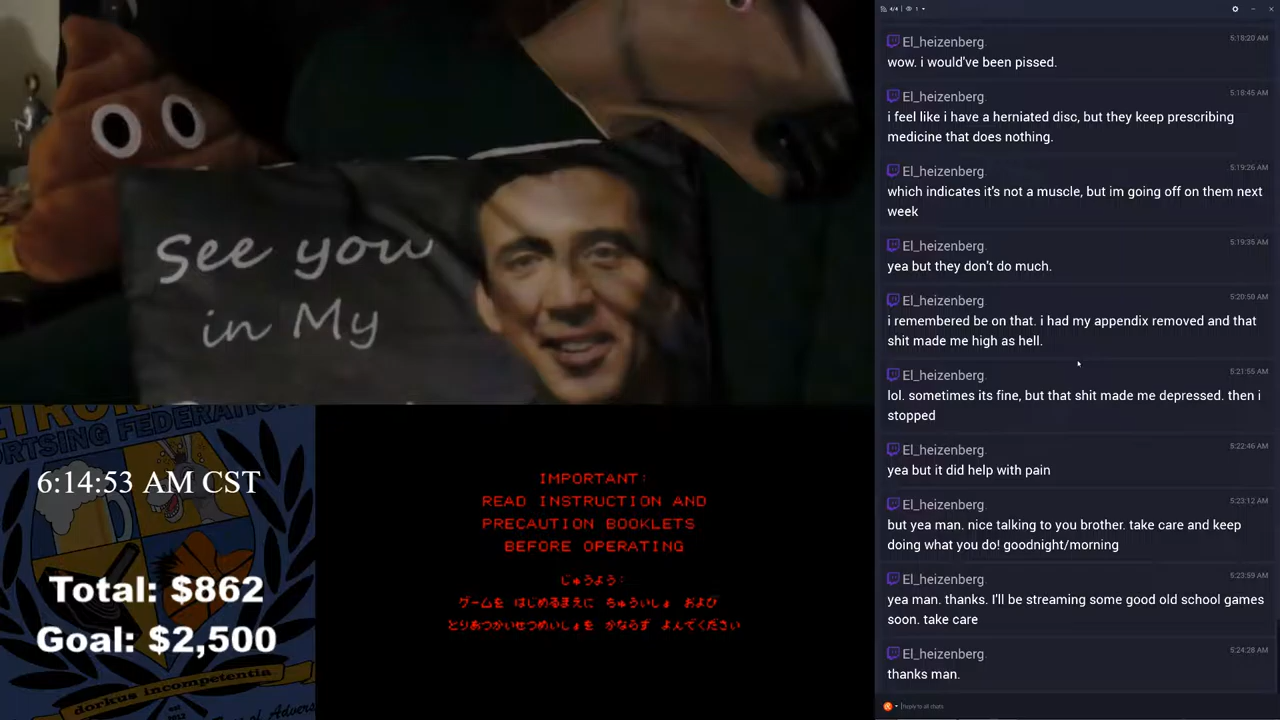 See you
in My
6:14:53 AM CST
Total: $862
Goal: $2,500
dorkus incompetentia
IMPORTANT:
READ INSTRUCTION AND
PRECAUTION BOOKLETS
BEFORE OPERATING
じゅうよう:
ゲームを はじめるまえに ちゅういしょ および
とりあつかいせつめいしょを かならず よんでください
4/4 1
El_heizenberg 5:18:20 AM
wow. i would've been pissed.
El_heizenberg 5:18:45 AM
i feel like i have a herniated disc, but they keep prescribing
medicine that does nothing.
El_heizenberg 5:19:26 AM
which indicates it's not a muscle, but im going off on them next
week
El_heizenberg 5:19:35 AM
yea but they don't do much.
El_heizenberg 5:20:50 AM
i remembered be on that. i had my appendix removed and that
shit made me high as hell.
El_heizenberg 5:21:55 AM
lol. sometimes its fine, but that shit made me depressed. then i
stopped
El_heizenberg 5:22:46 AM
yea but it did help with pain
El_heizenberg 5:23:12 AM
but yea man. nice talking to you brother. take care and keep
doing what you do! goodnight/morning
El_heizenberg 5:23:59 AM
yea man. thanks. I'll be streaming some good old school games
soon. take care
El_heizenberg 5:24:28 AM
thanks man.
Reply to all chats